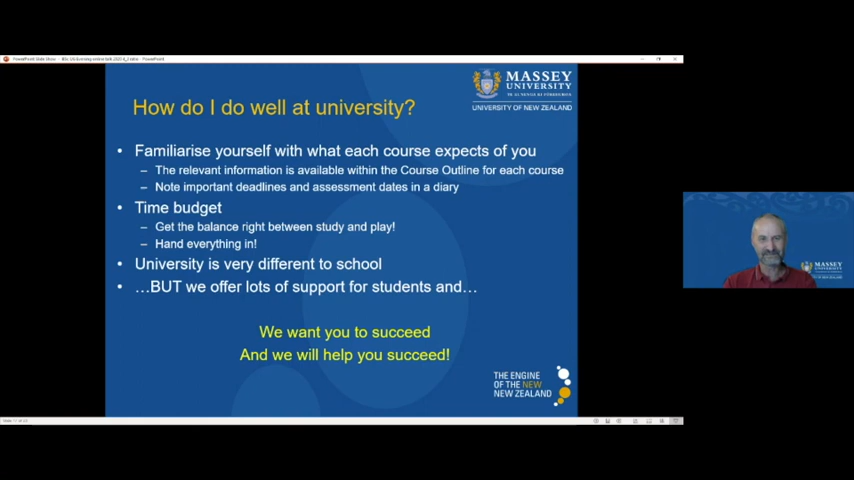 MASSEY
UNIVERSITY
UNIVERSITY OF NEW ZEALAND
How do I do well at university?
• Familiarise yourself with what each course expects of you
– The relevant information is available within the Course Outline for each course
– Note important deadlines and assessment dates in a diary
• Time budget
– Get the balance right between study and play!
– Hand everything in!
• University is very different to school
• …BUT we offer lots of support for students and…
We want you to succeed
And we will help you succeed!
THE ENGINE
OF THE NEW
NEW ZEALAND
MASSEY